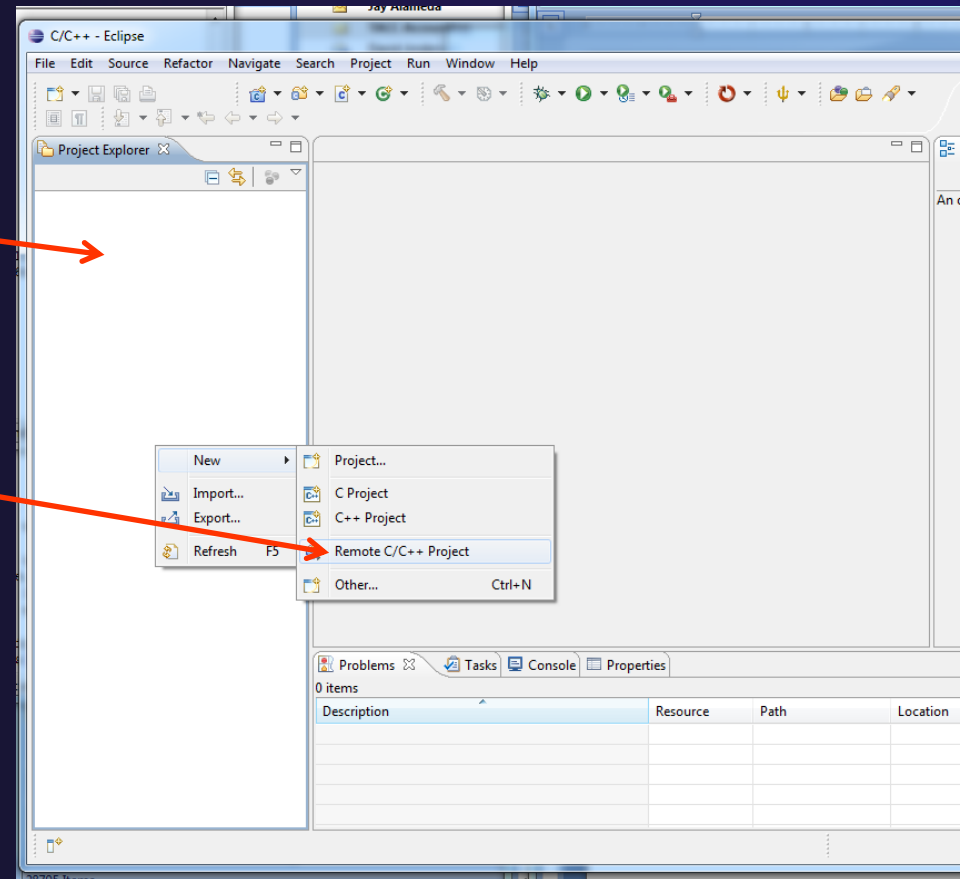 Jay Alameda
C/C++ - Eclipse
File Edit Source Refactor Navigate Search Project Run Window Help
Project Explorer
An
New
Import...
Export...
Refresh F5
Project...
C Project
C++ Project
Remote C/C++ Project
Other... Ctrl+N
Problems Tasks Console Properties
0 items
Description Resource Path Location